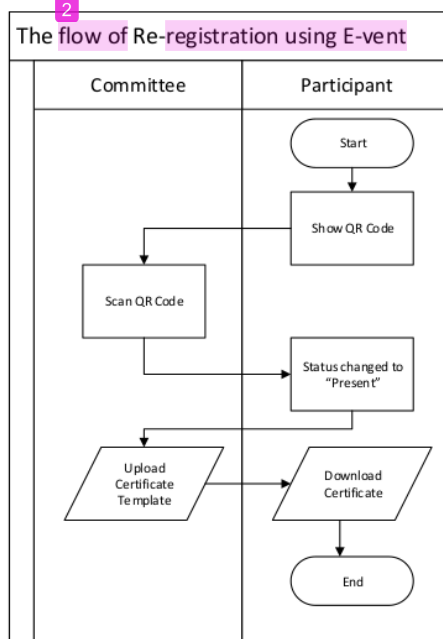 2
The flow of Re-registration using E-vent
Committee
Participant
Start
Show QR Code
Scan QR Code
Status changed to
"Present"
Upload
Certificate
Template
Download
Certificate
End